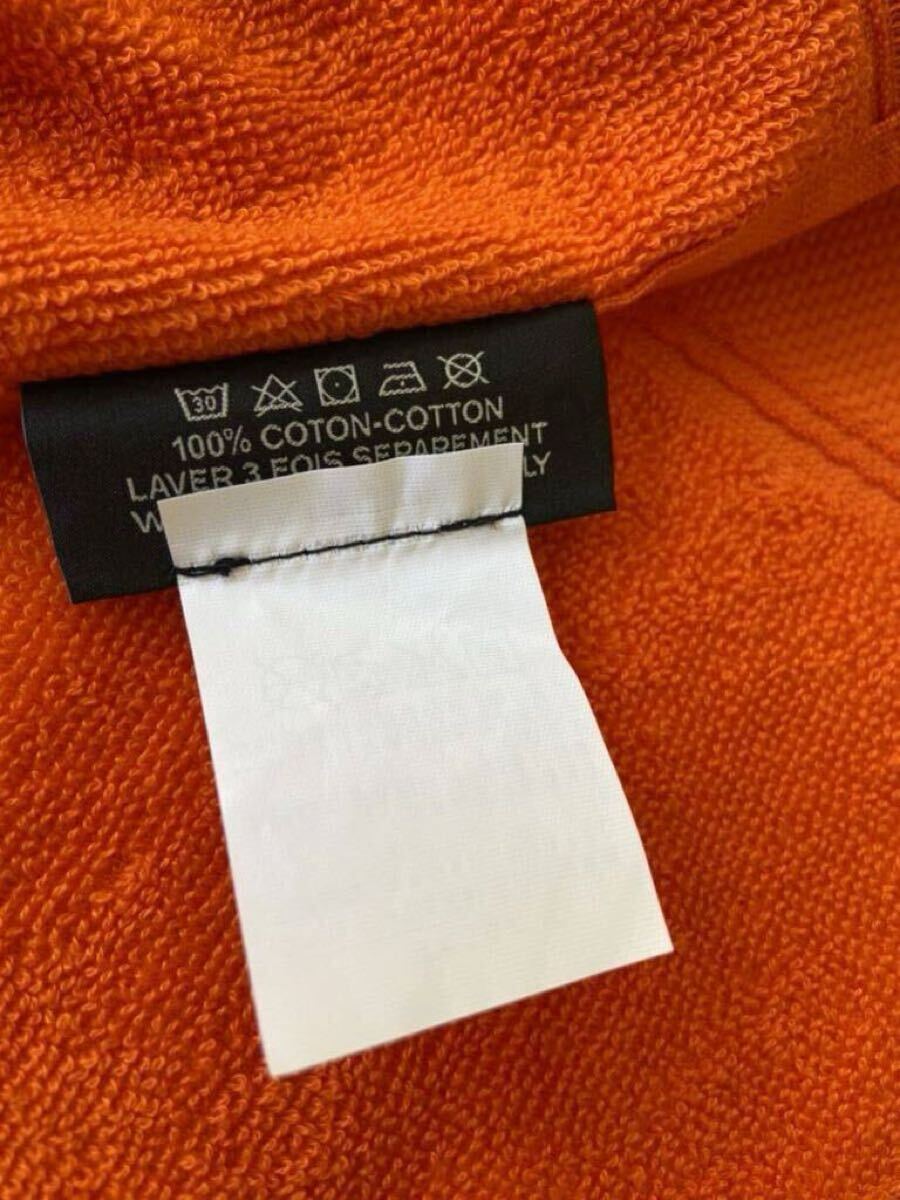 30
100% COTON-COTTON
LAVER 3 FOIS SEPAREMENT